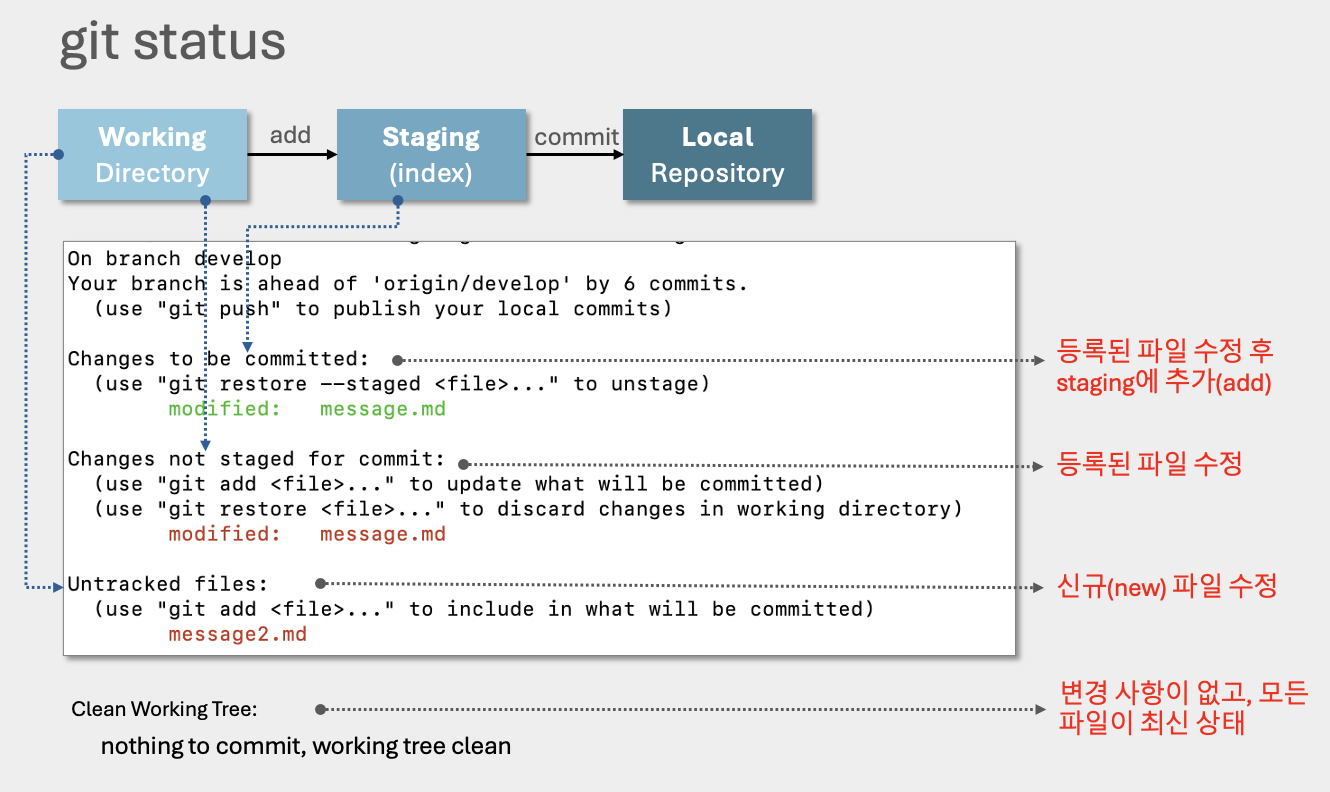 git status
Working
Directory
add
Staging
(index)
commit
Local
Repository
On branch develop
Your branch is ahead of 'origin/develop' by 6 commits.
(use "git push" to publish your local commits)
Changes to be committed:
(use "git restore --staged <file>..." to unstage)
modified:   message.md
등록된 파일 수정 후
staging에 추가(add)
Changes not staged for commit:
(use "git add <file>..." to update what will be committed)
(use "git restore <file>..." to discard changes in working directory)
modified:   message.md
등록된 파일 수정
Untracked files:
(use "git add <file>..." to include in what will be committed)
message2.md
신규(new) 파일 수정
Clean Working Tree:
nothing to commit, working tree clean
변경 사항이 없고, 모든
파일이 최신 상태